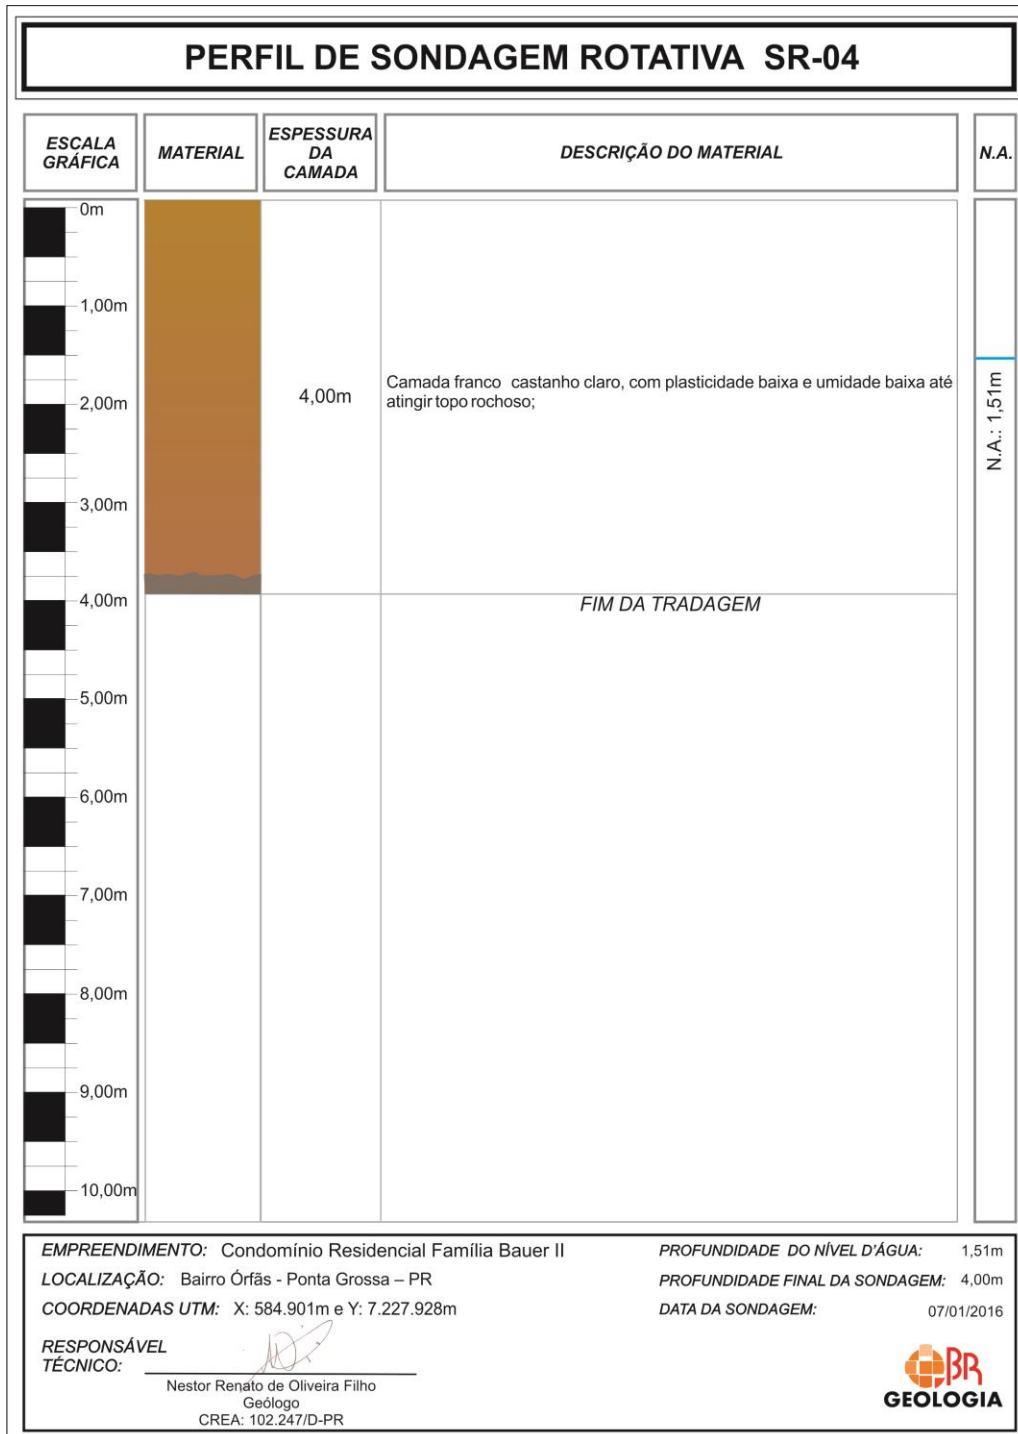 PERFIL DE SONDAGEM ROTATIVA SR-04
ESCALA
GRÁFICA
MATERIAL
ESPESSURA
DA
CAMADA
DESCRIÇÃO DO MATERIAL
N.A.
0m
1,00m
2,00m
3,00m
4,00m
5,00m
6,00m
7,00m
8,00m
9,00m
10,00m
4,00m
Camada franco castanho claro, com plasticidade baixa e umidade baixa até
atingir topo rochoso;
FIM DA TRADAGEM
N.A.: 1,51m
EMPREENDIMENTO: Condomínio Residencial Família Bauer II
LOCALIZAÇÃO: Bairro Órfãs - Ponta Grossa – PR
COORDENADAS UTM: X: 584.901m e Y: 7.227.928m
RESPONSÁVEL
TÉCNICO:
Nestor Renato de Oliveira Filho
Geólogo
CREA: 102.247/D-PR
PROFUNDIDADE DO NÍVEL D'ÁGUA: 1,51m
PROFUNDIDADE FINAL DA SONDAGEM: 4,00m
DATA DA SONDAGEM: 07/01/2016
BR
GEOLOGIA